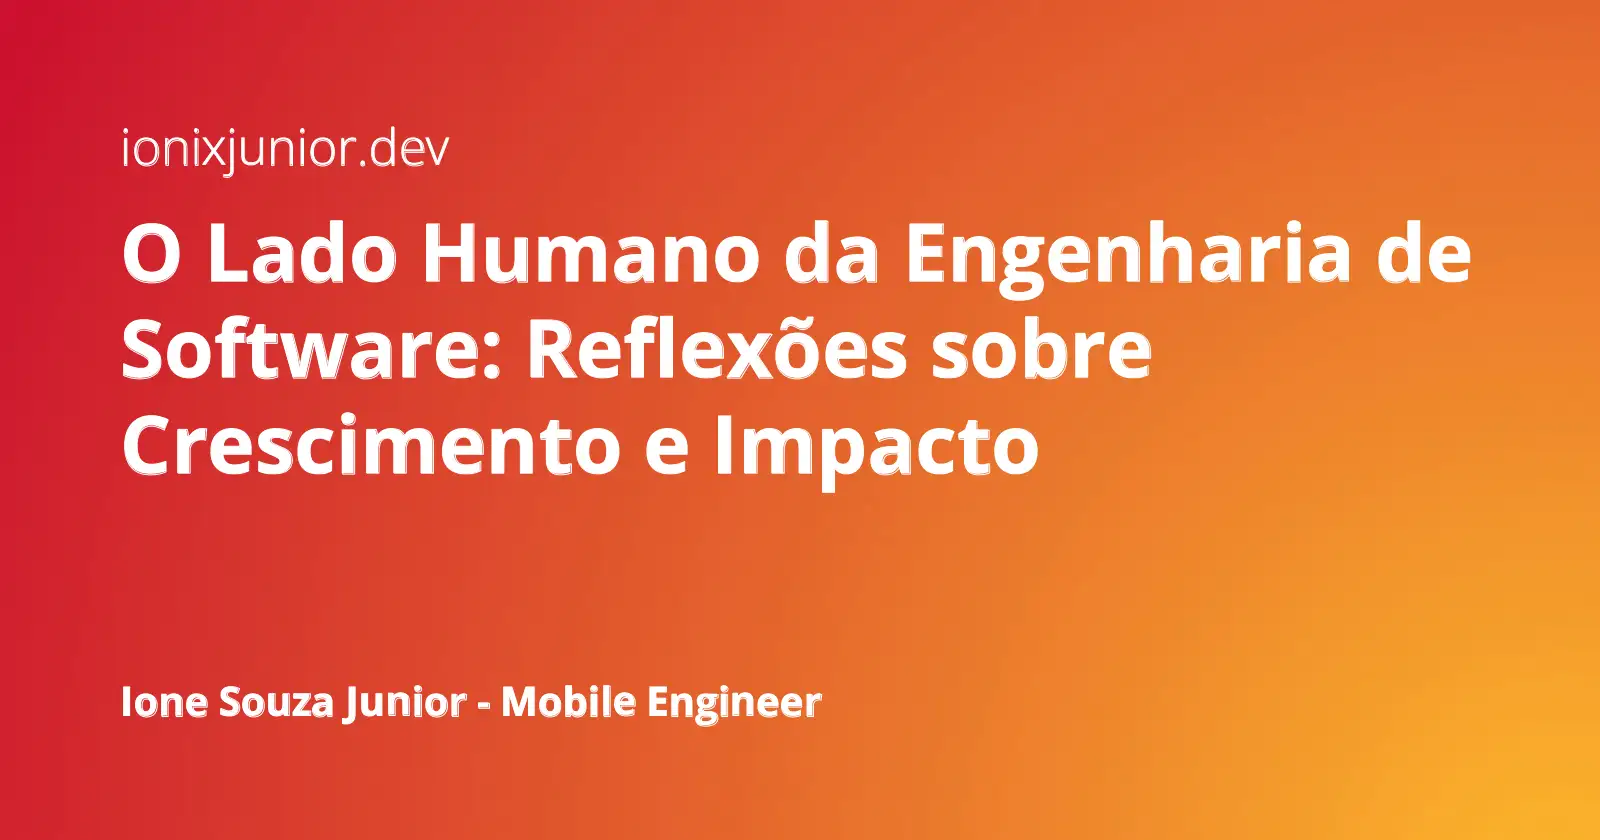 ionixjunior.dev
O Lado Humano da Engenharia de
Software: Reflexões sobre
Crescimento e Impacto
Ione Souza Junior - Mobile Engineer